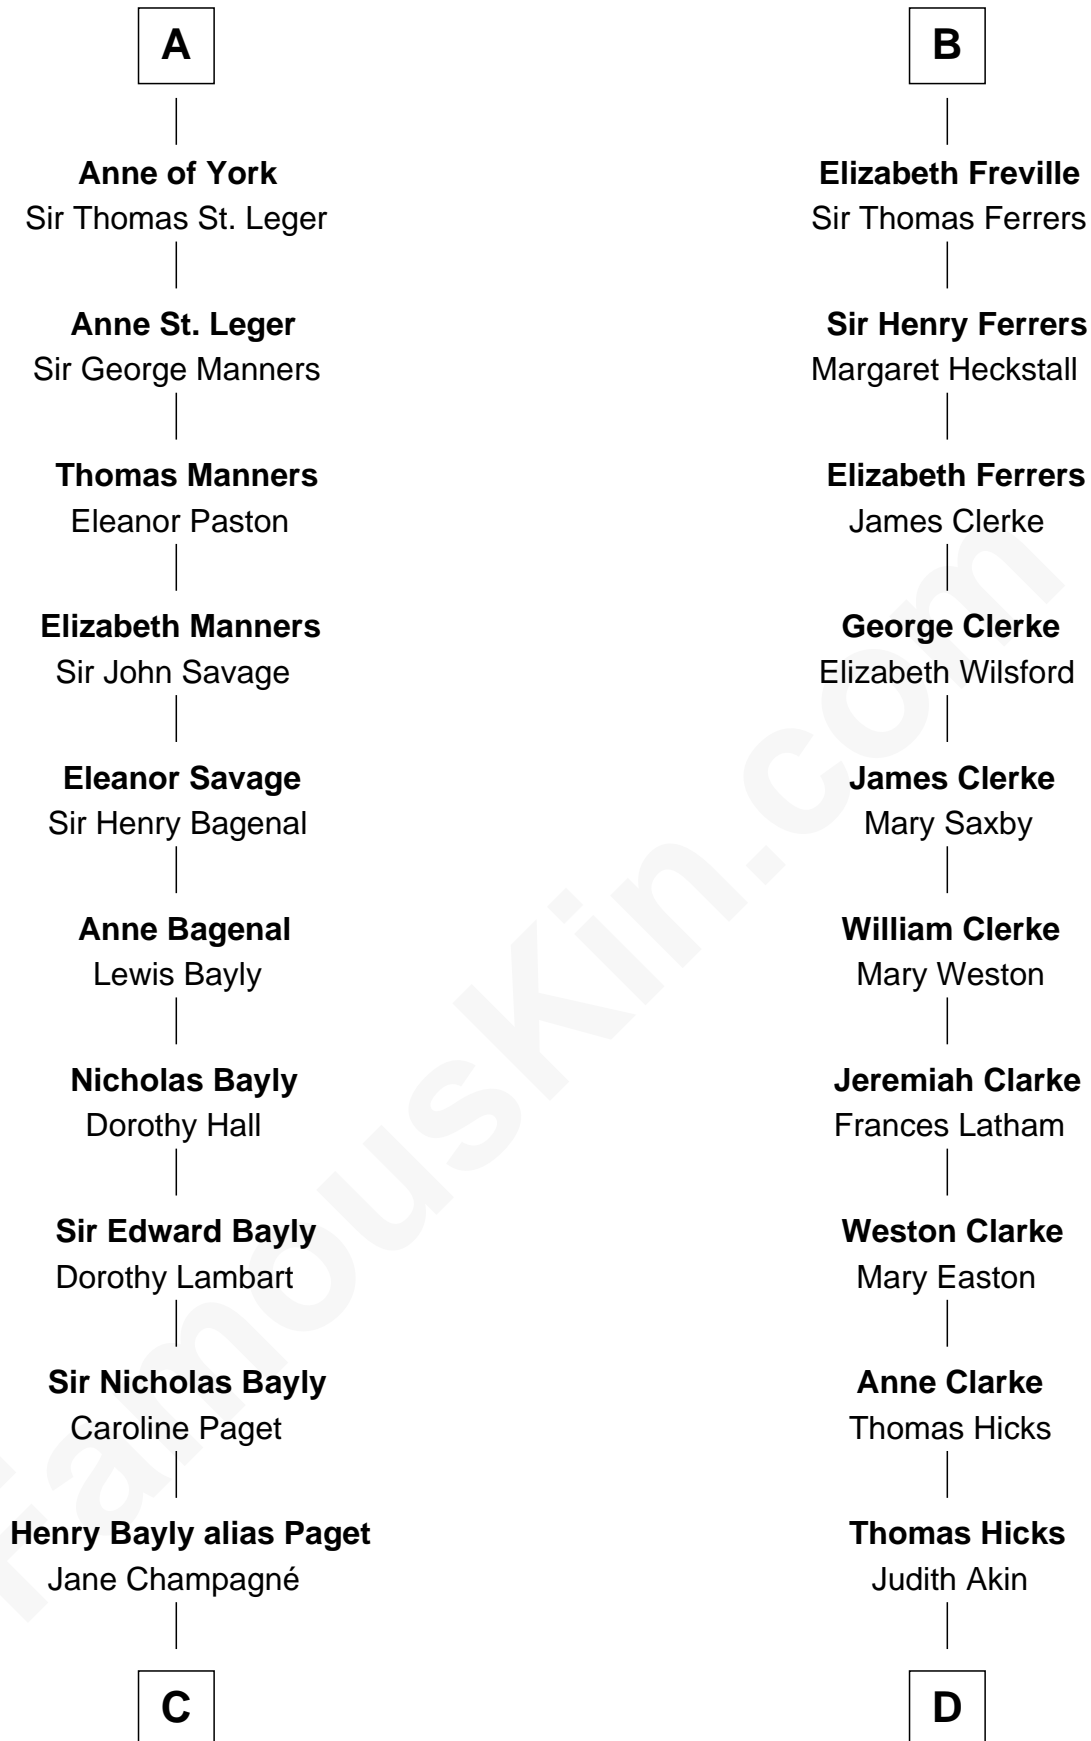 A
Anne of York
Sir Thomas St. Leger
Anne St. Leger
Sir George Manners
Thomas Manners
Eleanor Paston
Elizabeth Manners
Sir John Savage
Eleanor Savage
Sir Henry Bagenal
Anne Bagenal
Lewis Bayly
Nicholas Bayly
Dorothy Hall
Sir Edward Bayly
Dorothy Lambart
Sir Nicholas Bayly
Caroline Paget
Henry Bayly alias Paget
Jane Champagné
C
B
Elizabeth Freville
Sir Thomas Ferrers
Sir Henry Ferrers
Margaret Heckstall
Elizabeth Ferrers
James Clerke
George Clerke
Elizabeth Wilsford
James Clerke
Mary Saxby
William Clerke
Mary Weston
Jeremiah Clarke
Frances Latham
Weston Clarke
Mary Easton
Anne Clarke
Thomas Hicks
Thomas Hicks
Judith Akin
D
FamousKin.com